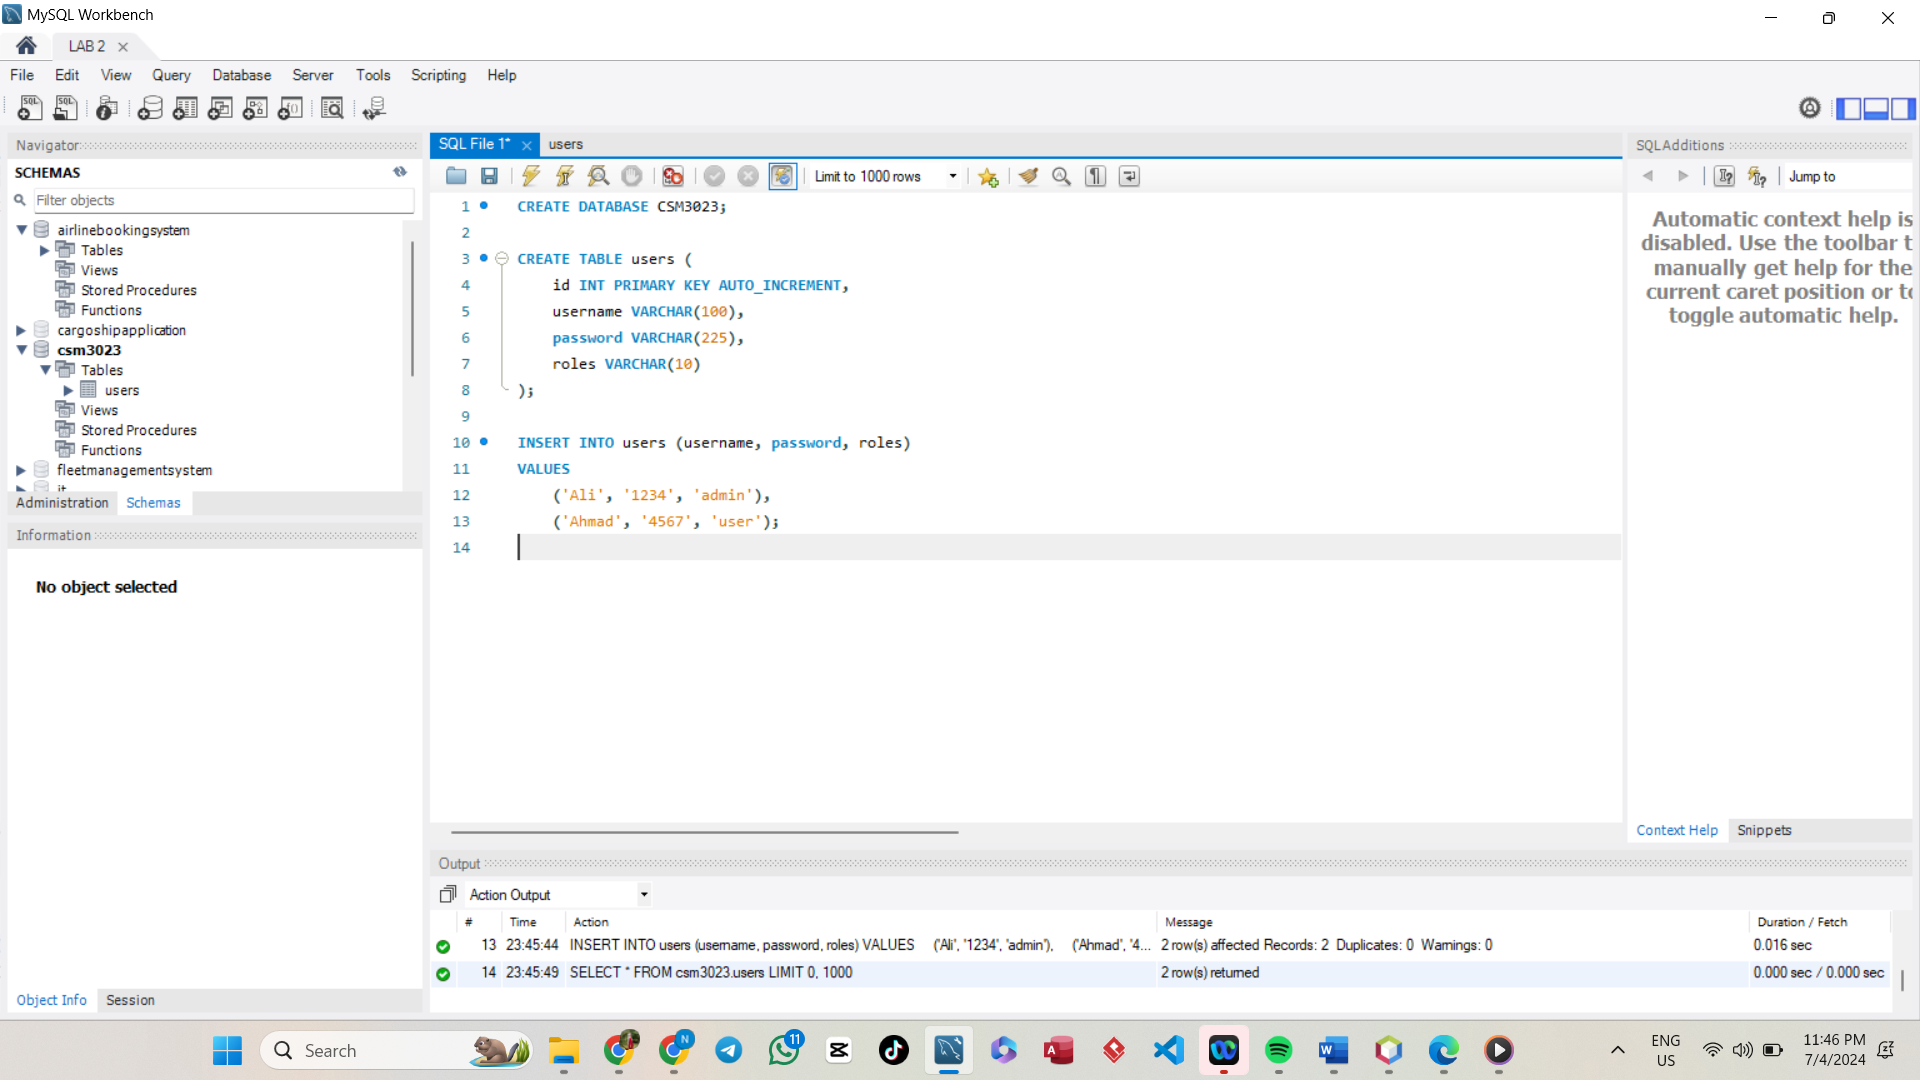 MySQL Workbench
LAB 2
File Edit View Query Database Server Tools Scripting Help
Navigator
SCHEMAS
Filter objects
airlinebookingsystem
Tables
Views
Stored Procedures
Functions
cargoshipapplication
csm3023
Tables
users
Views
Stored Procedures
Functions
fleetmanagementsystem
it
Administration Schemas
Information
No object selected
Object Info Session
SQL File 1* users
Limit to 1000 rows
1 CREATE DATABASE CSM3023;
2
3 CREATE TABLE users (
4 id INT PRIMARY KEY AUTO_INCREMENT,
5 username VARCHAR(100),
6 password VARCHAR(225),
7 roles VARCHAR(10)
8 );
9
10 INSERT INTO users (username, password, roles)
11 VALUES
12 ('Ali', '1234', 'admin'),
13 ('Ahmad', '4567', 'user');
14
SQLAdditions
Jump to
Automatic context help is
disabled. Use the toolbar t
manually get help for the
current caret position or to
toggle automatic help.
Context Help Snippets
Output
Action Output
# Time Action Message Duration / Fetch
13 23:45:44 INSERT INTO users (username, password, roles) VALUES ('Ali', '1234', 'admin'), ('Ahmad', '4... 2 row(s) affected Records: 2 Duplicates: 0 Warnings: 0 0.016 sec
14 23:45:49 SELECT * FROM csm3023.users LIMIT 0, 1000 2 row(s) returned 0.000 sec / 0.000 sec
Search
N
11
ENG
US
11:46 PM
7/4/2024